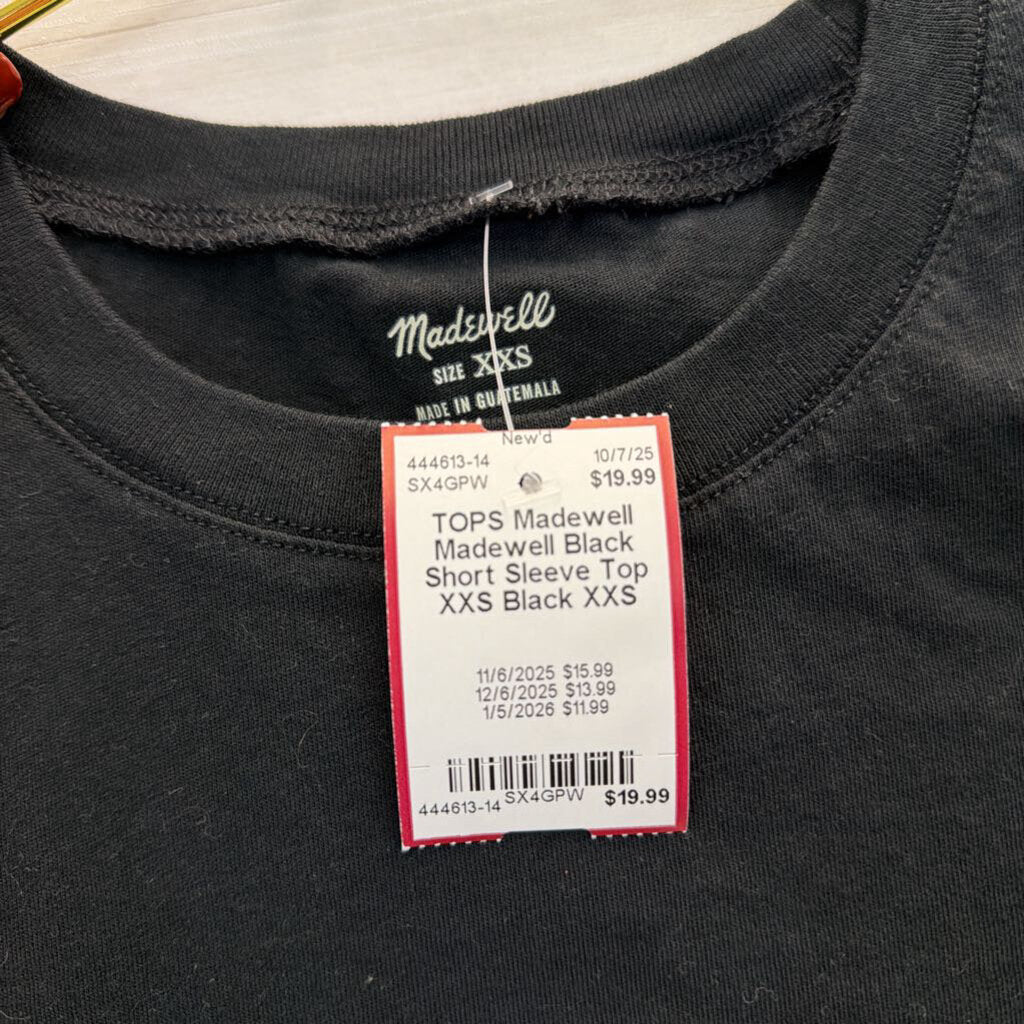 Madewell
SIZE XXS
MADE IN GUATEMALA
New'd
444613-14 10/7/25
SX4GPW $19.99
TOPS Madewell
Madewell Black
Short Sleeve Top
XXS Black XXS
11/6/2025 $15.99
12/6/2025 $13.99
1/5/2026 $11.99
444613-14 SX4GPW $19.99